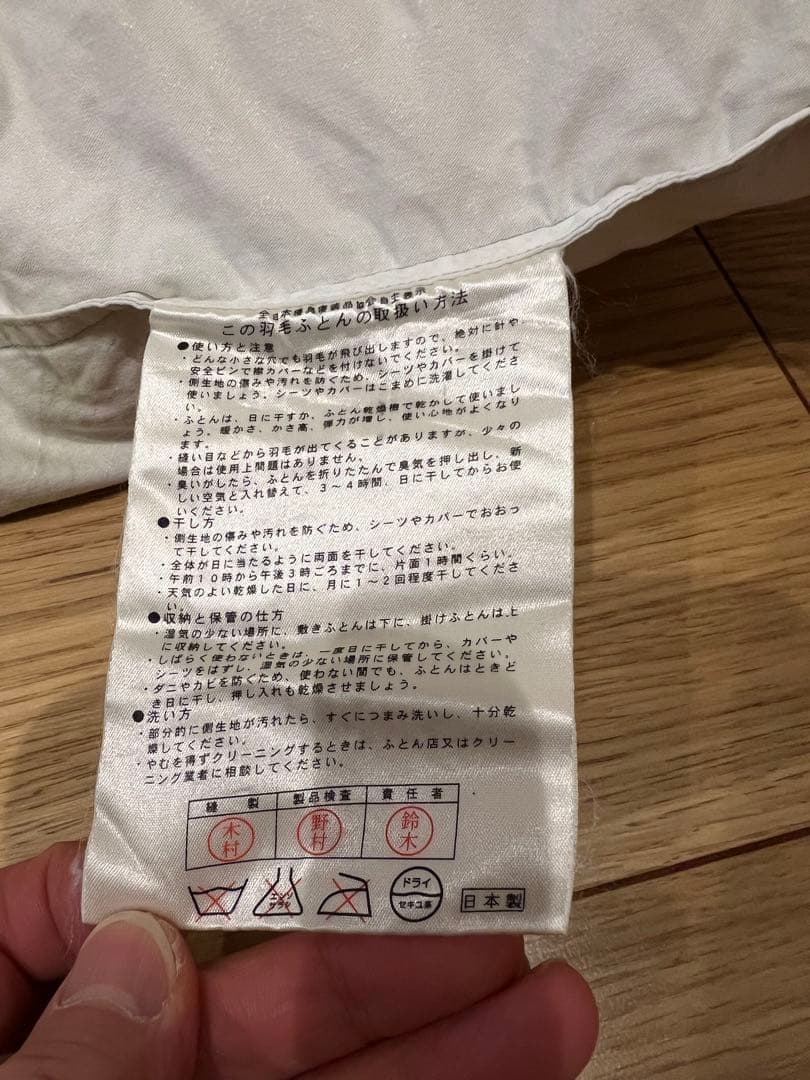 この羽毛ふとんの取扱い方法
●使い方と注意
・どんな小さな穴でも羽毛が飛び出しますので、絶対に針や
安全ピンで襟カバーなどを付けないでください。
・側生地の傷みや汚れを防ぐため、シーツやカバーを掛けて
使いましょう。シーツやカバーはこまめに洗濯してくださ
い。
・ふとんは、日に干すか、ふとん乾燥機で乾かして使いまし
ょう。暖かさ、かさ高、弾力が増し、使い心地がよくなり
ます。
・縫い目などから羽毛が出てくることがありますが、少々の
場合は使用上問題はありません。
・臭いがしたら、ふとんを折りたたんで臭気を押し出し、新
しい空気と入れ替えて、3〜4時間、日に干してからお使
いください。
●干し方
・側生地の傷みや汚れを防ぐため、シーツやカバーでおおっ
て干してください。
・全体が日に当たるように両面を干してください。
・午前10時から午後3時ごろまでに、片面1時間くらい。
・天気のよい乾燥した日に、月に1〜2回程度干してくださ
い。
●収納と保管の仕方
・湿気の少ない場所に、敷きふとんは下に、掛けふとんは上
に収納してください。
・しばらく使わないときは、一度日に干してから、カバーや
シーツをはずし、湿気の少ない場所に保管してください。
・ダニやカビを防ぐため、使わない間でも、ふとんはときど
き日に干し、押し入れも乾燥させましょう。
●洗い方
・部分的に側生地が汚れたら、すぐにつまみ洗いし、十分乾
燥してください。
・やむを得ずクリーニングするときは、ふとん店又はクリー
ニング業者に相談してください。
縫製 製品検査 責任者
木村 野村 鈴木
エンソ サラシ ドライ セキユ系 日本製